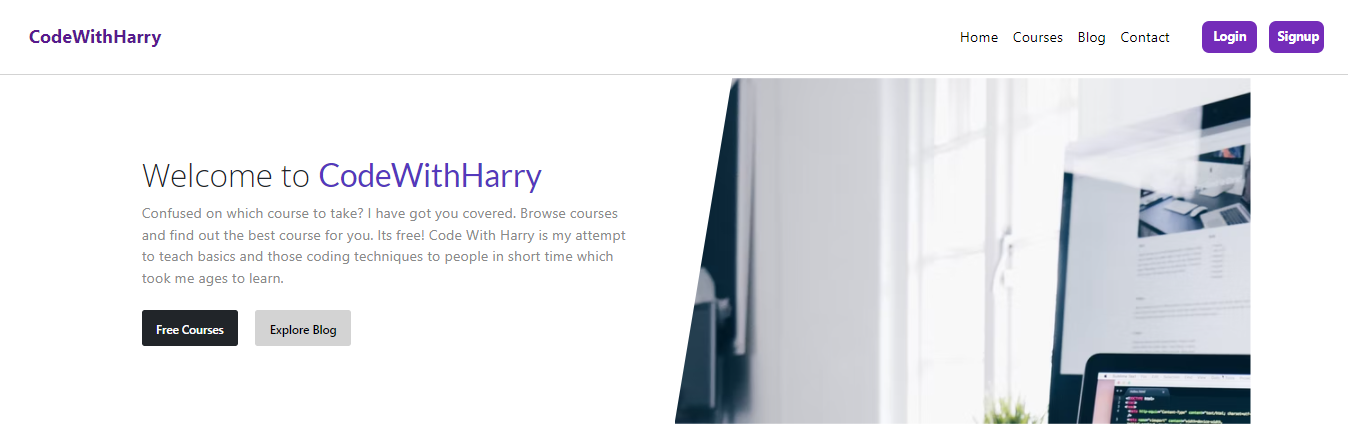 CodeWithHarry
Home Courses Blog Contact Login Signup
Welcome to CodeWithHarry
Confused on which course to take? I have got you covered. Browse courses
and find out the best course for you. Its free! Code With Harry is my attempt
to teach basics and those coding techniques to people in short time which
took me ages to learn.
Free Courses Explore Blog